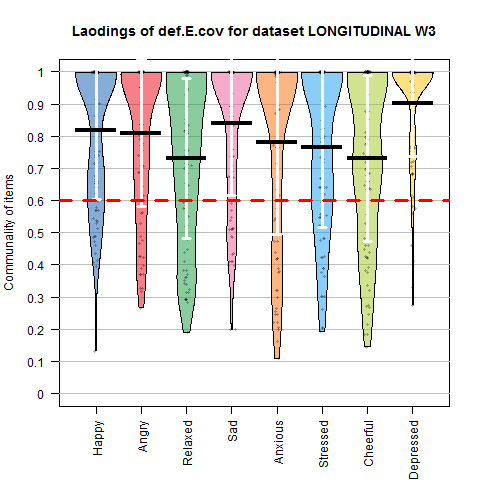 Laodings of def.E.cov for dataset LONGITUDINAL W3
Communality of items
1
0.9
0.8
0.7
0.6
0.5
0.4
0.3
0.2
0.1
0
Happy
Angry
Relaxed
Sad
Anxious
Stressed
Cheerful
Depressed